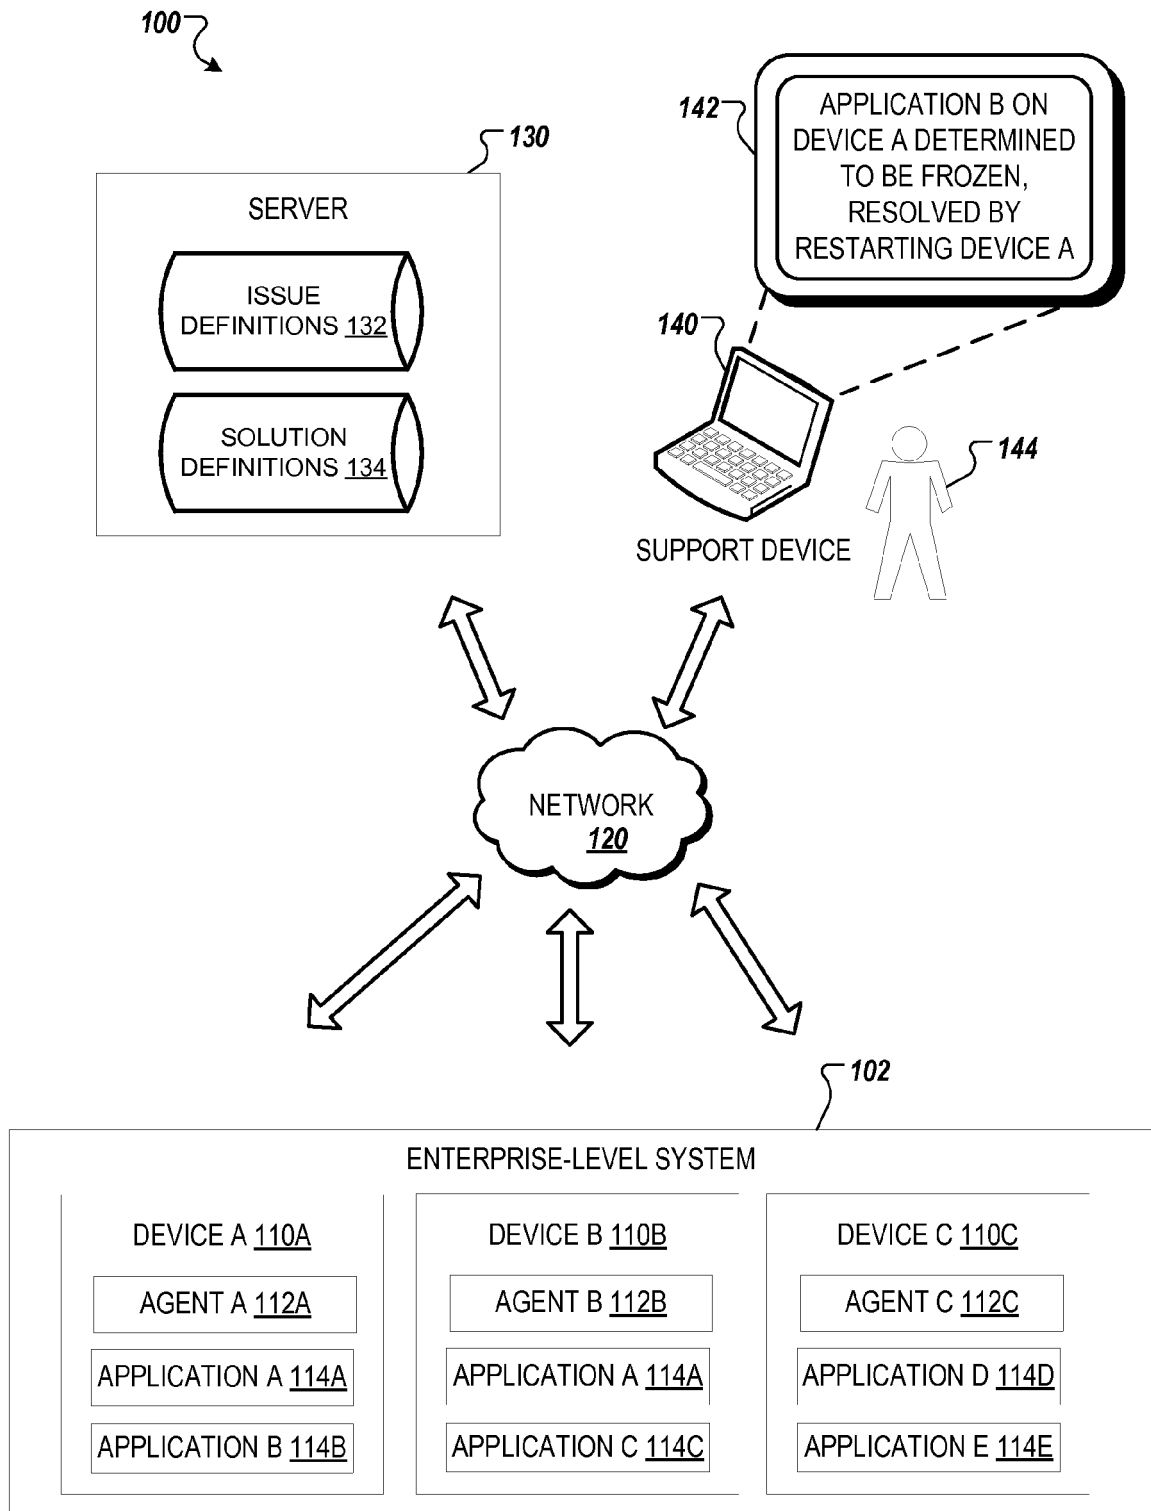 100
130
SERVER
ISSUE
DEFINITIONS 132
SOLUTION
DEFINITIONS 134
142
APPLICATION B ON
DEVICE A DETERMINED
TO BE FROZEN,
RESOLVED BY
RESTARTING DEVICE A
140
144
SUPPORT DEVICE
NETWORK
120
102
ENTERPRISE-LEVEL SYSTEM
DEVICE A 110A
AGENT A 112A
APPLICATION A 114A
APPLICATION B 114B
DEVICE B 110B
AGENT B 112B
APPLICATION A 114A
APPLICATION C 114C
DEVICE C 110C
AGENT C 112C
APPLICATION D 114D
APPLICATION E 114E